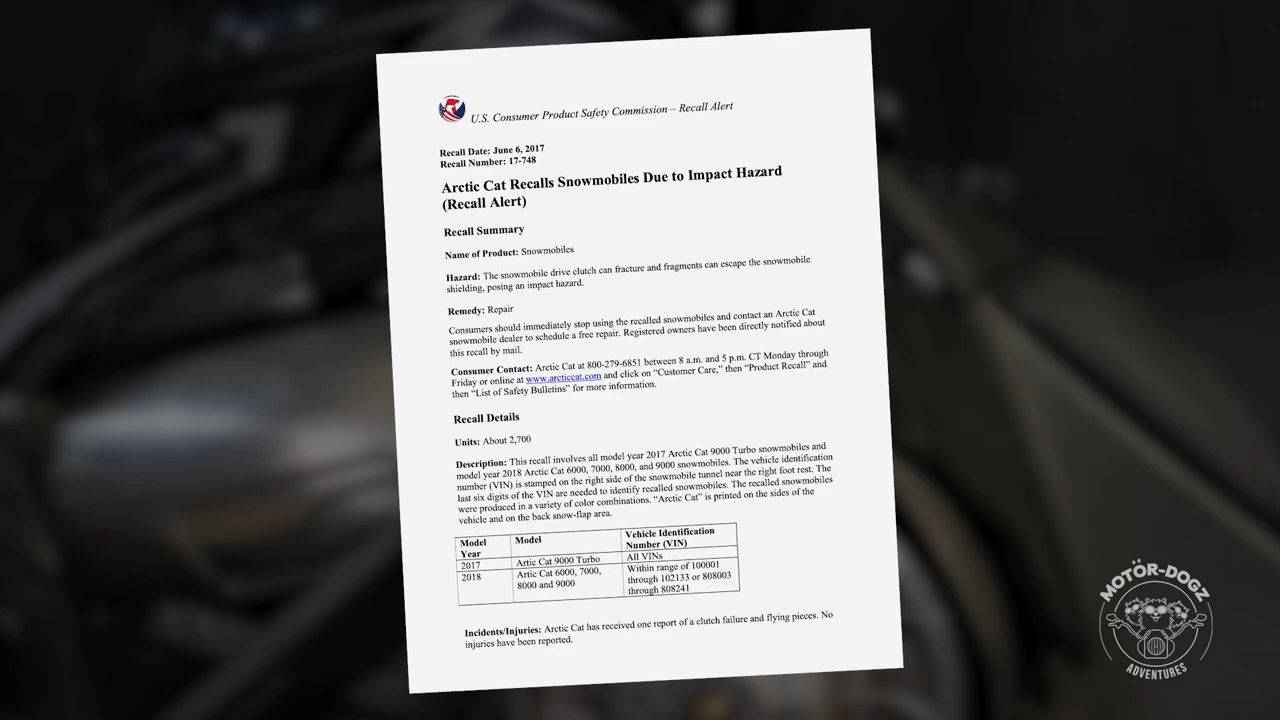 U.S. Consumer Product Safety Commission – Recall Alert
Recall Date: June 6, 2017
Recall Number: 17-748
Arctic Cat Recalls Snowmobiles Due to Impact Hazard
(Recall Alert)
Recall Summary
Name of Product: Snowmobiles
Hazard: The snowmobile drive clutch can fracture and fragments can escape the snowmobile
shielding, posing an impact hazard.
Remedy: Repair
Consumers should immediately stop using the recalled snowmobiles and contact an Arctic Cat
snowmobile dealer to schedule a free repair. Registered owners have been directly notified about
this recall by mail.
Consumer Contact: Arctic Cat at 800-279-6851 between 8 a.m. and 5 p.m. CT Monday through
Friday or online at www.arcticcat.com and click on “Customer Care,” then “Product Recall” and
then “List of Safety Bulletins” for more information.
Recall Details
Units: About 2,700
Description: This recall involves all model year 2017 Arctic Cat 9000 Turbo snowmobiles and
model year 2018 Arctic Cat 6000, 7000, 8000, and 9000 snowmobiles. The vehicle identification
number (VIN) is stamped on the right side of the snowmobile tunnel near the right foot rest. The
last six digits of the VIN are needed to identify recalled snowmobiles. The recalled snowmobiles
were produced in a variety of color combinations. “Arctic Cat” is printed on the sides of the
vehicle and on the back snow-flap area.
Model Year | Model | Vehicle Identification Number (VIN)
2017 | Artic Cat 9000 Turbo | All VINs
2018 | Artic Cat 6000, 7000, 8000 and 9000 | Within range of 100001 through 102133 or 808003 through 808241
Incidents/Injuries: Arctic Cat has received one report of a clutch failure and flying pieces. No
injuries have been reported.
MOTÖR-DOGZ
ADVENTURES